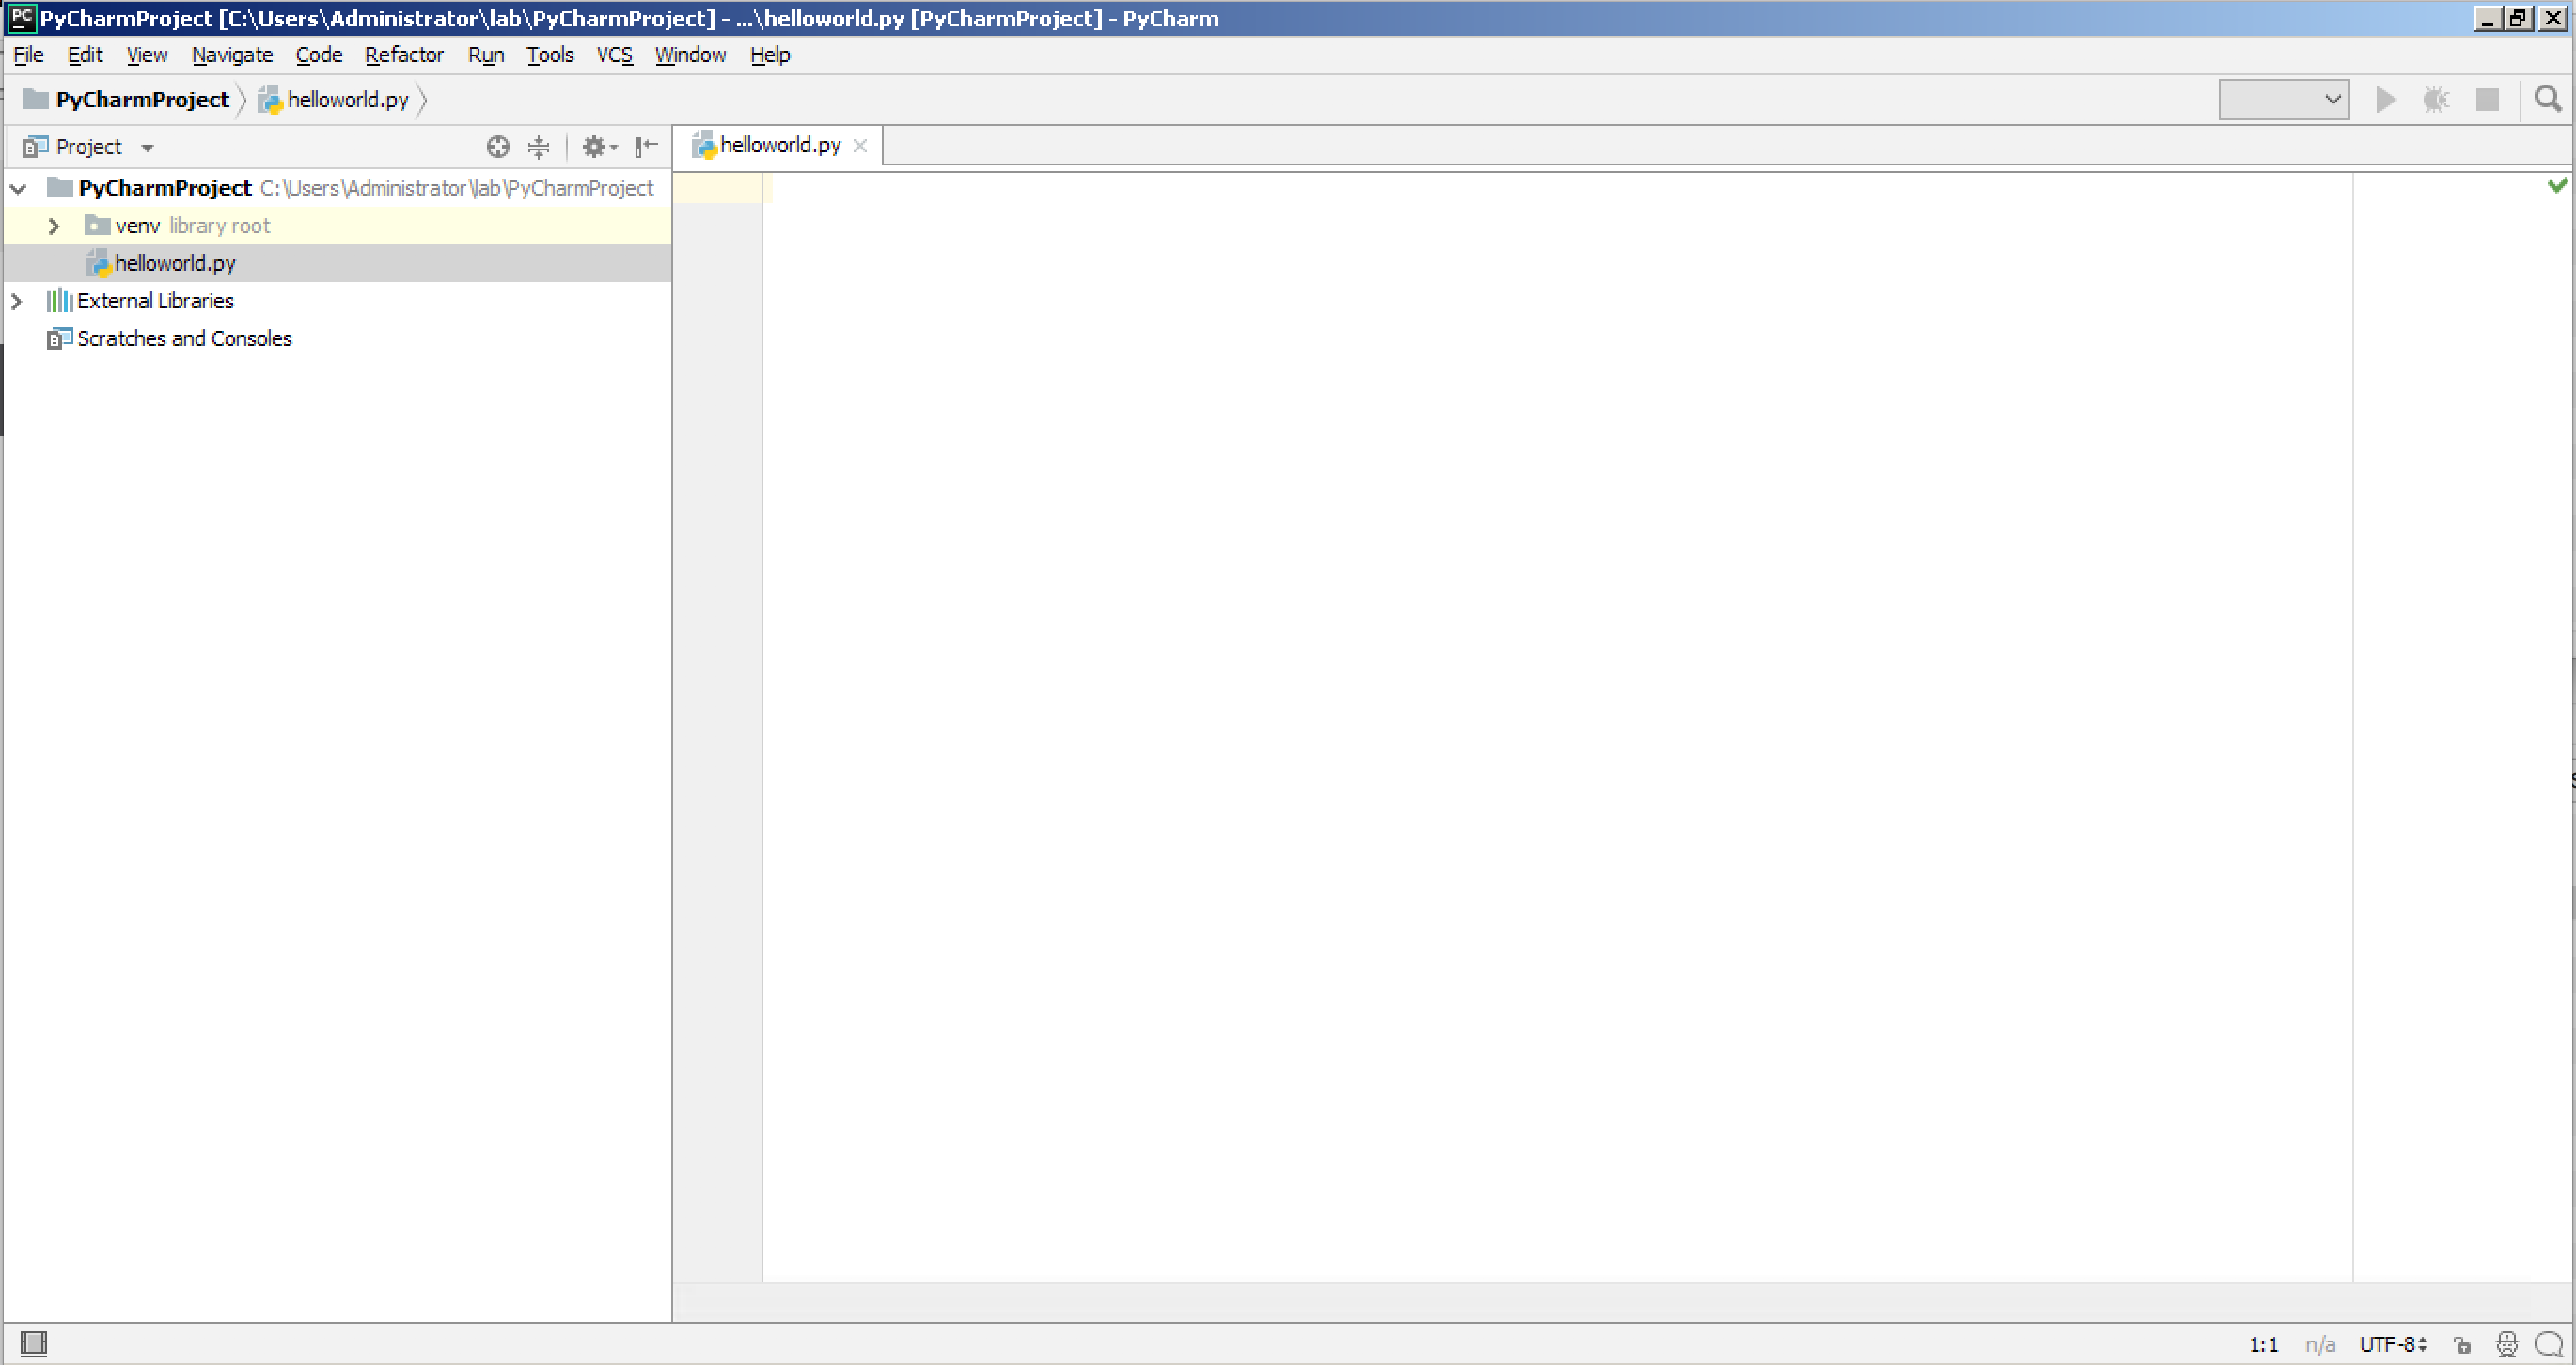 PC PyCharmProject [C:\Users\Administrator\lab\PyCharmProject] - ...\helloworld.py [PyCharmProject] - PyCharm
File Edit View Navigate Code Refactor Run Tools VCS Window Help
PyCharmProject helloworld.py
Project
helloworld.py
PyCharmProject C:\Users\Administrator\lab\PyCharmProject
venv library root
helloworld.py
External Libraries
Scratches and Consoles
1:1 n/a UTF-8